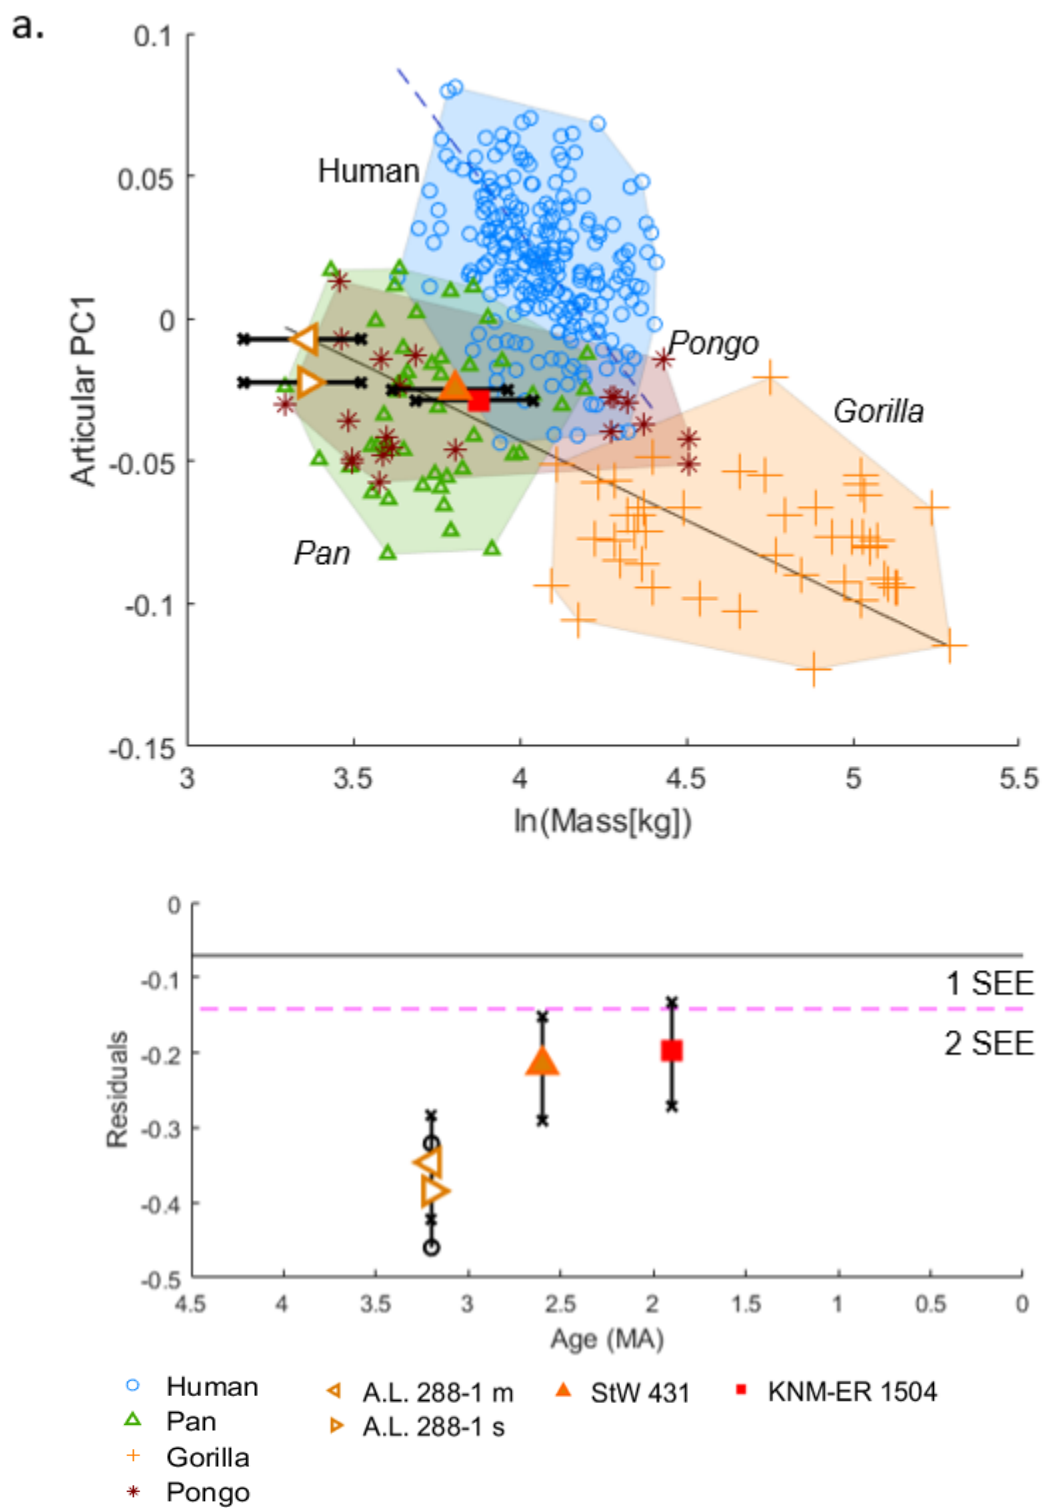 a.
0.1
0.05
0
-0.05
-0.1
-0.15
Articular PC1
Human
Pongo
Gorilla
Pan
3 3.5 4 4.5 5 5.5
ln(Mass[kg])
0
-0.1
-0.2
-0.3
-0.4
-0.5
Residuals
1 SEE
2 SEE
4.5 4 3.5 3 2.5 2 1.5 1 0.5 0
Age (MA)
Human A.L. 288-1 m StW 431 KNM-ER 1504
Pan A.L. 288-1 s
Gorilla
Pongo